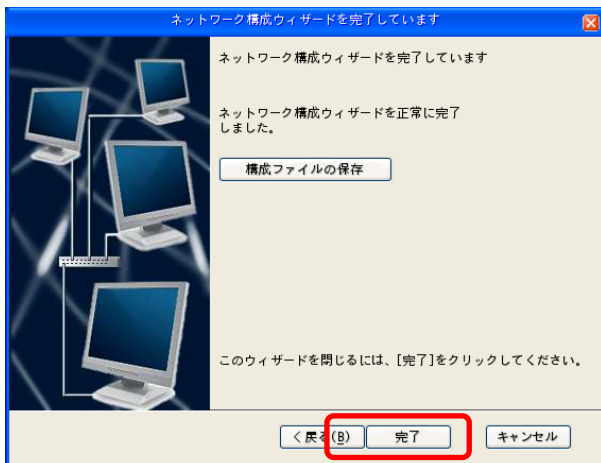 ネットワーク構成ウィザードを完了しています
ネットワーク構成ウィザードを完了しています
ネットワーク構成ウィザードを正常に完了
しました。
構成ファイルの保存
このウィザードを閉じるには、[完了]をクリックしてください。
<戻る(B) 完了 キャンセル